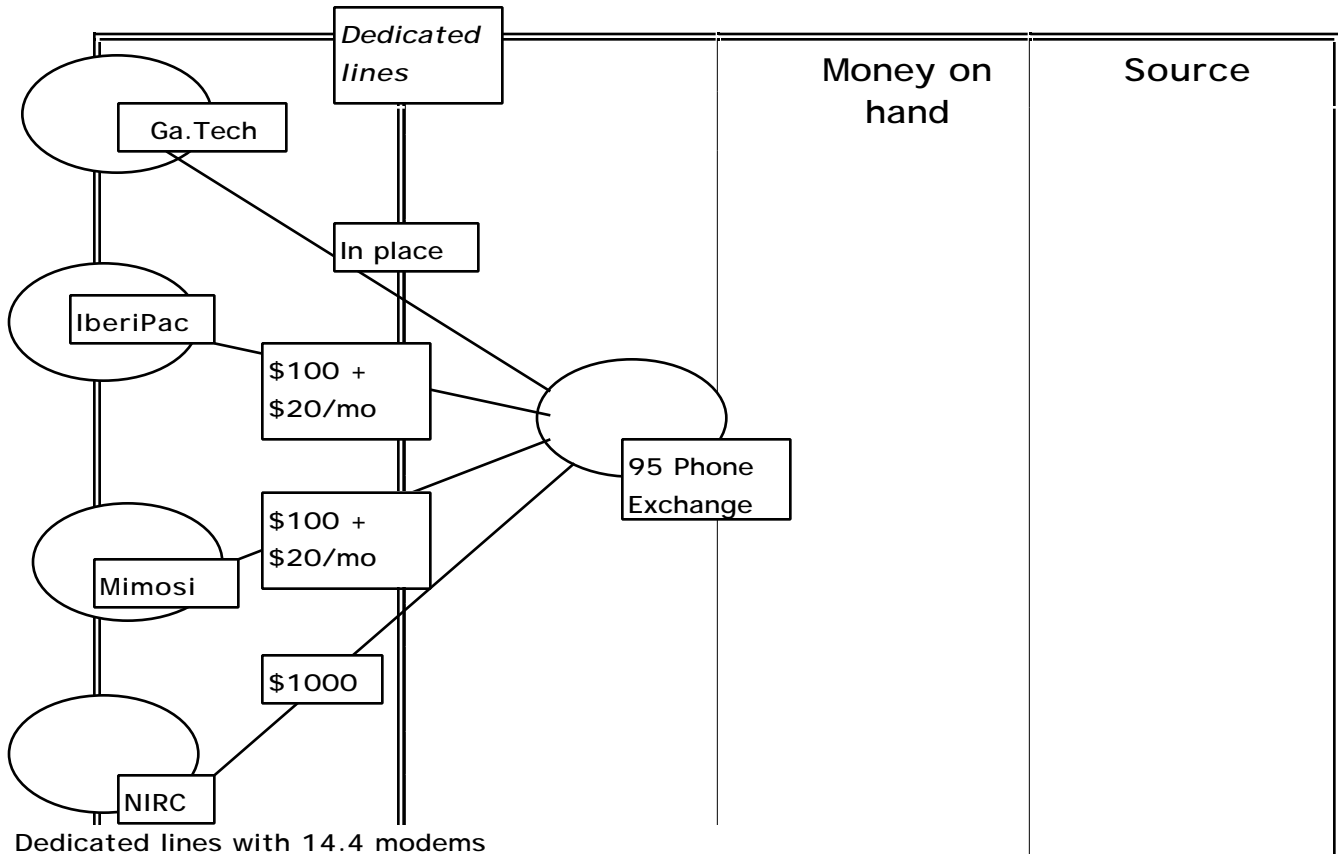 Dedicated
lines
Money on
hand
Source
Ga.Tech
In place
IberiPac
$100 +
$20/mo
95 Phone
Exchange
$100 +
$20/mo
Mimosi
$1000
NIRC
Dedicated lines with 14.4 modems